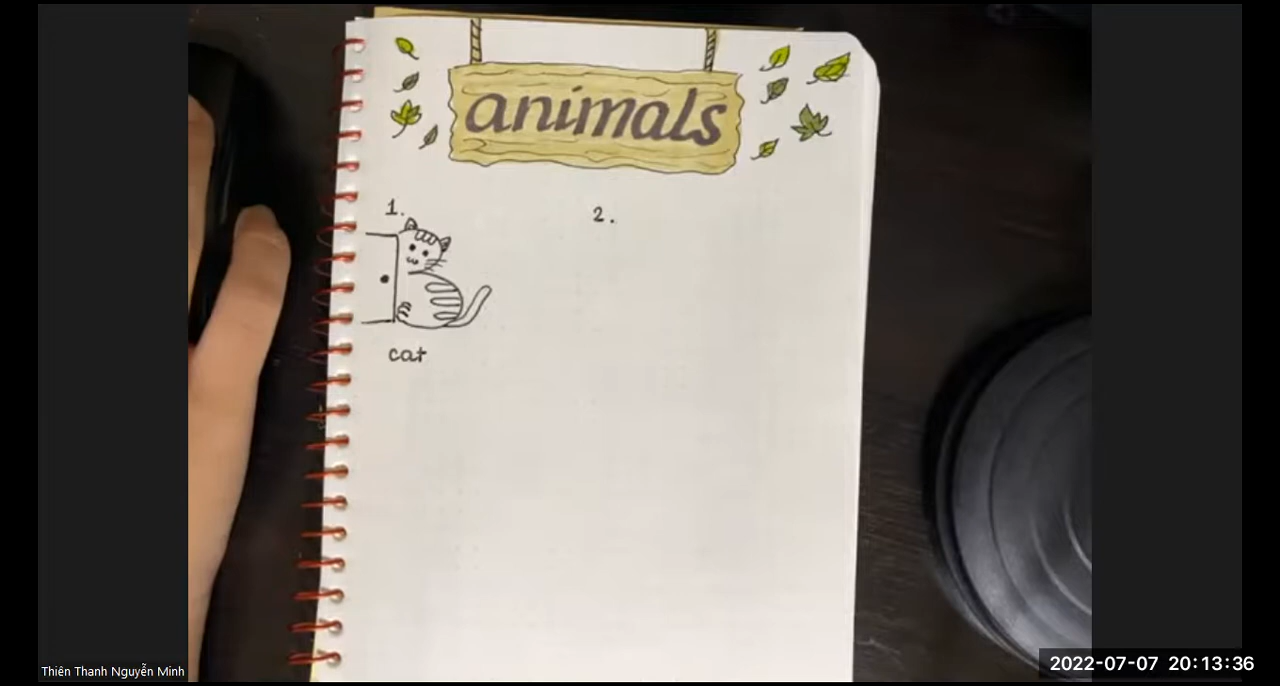 animals
1.
2.
cat
Thiên Thanh Nguyễn Minh
2022-07-07 20:13:36